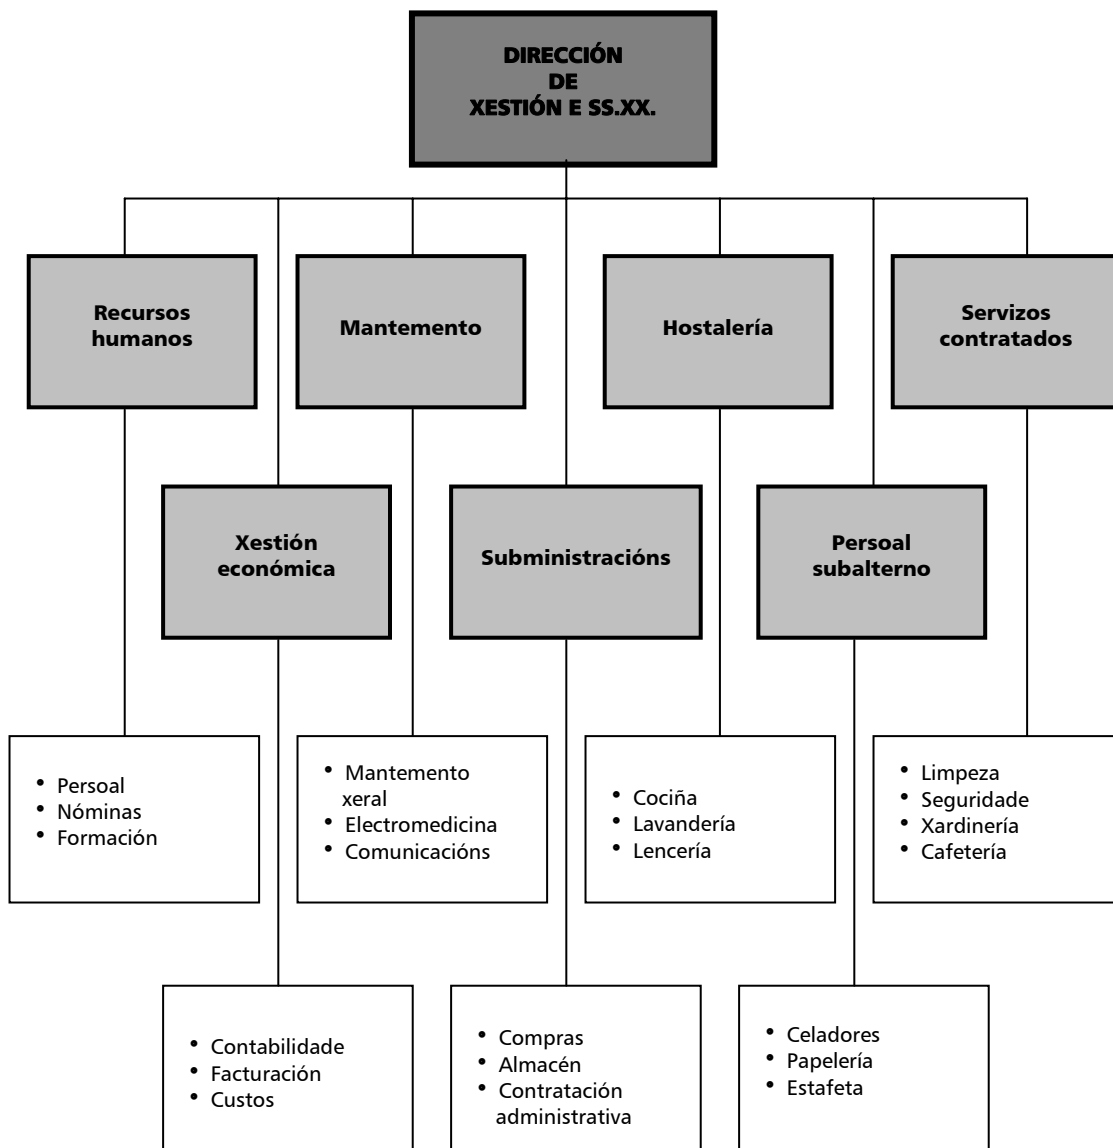 DIRECCIÓN
DE
XESTIÓN E SS.XX.
Recursos
humanos
Mantemento
Hostalería
Servizos
contratados
Xestión
económica
Subministracións
Persoal
subalterno
• Persoal
• Nóminas
• Formación
• Mantemento
xeral
• Electromedicina
• Comunicacións
• Cociña
• Lavandería
• Lencería
• Limpeza
• Seguridade
• Xardinería
• Cafetería
• Contabilidade
• Facturación
• Custos
• Compras
• Almacén
• Contratación
administrativa
• Celadores
• Papelería
• Estafeta